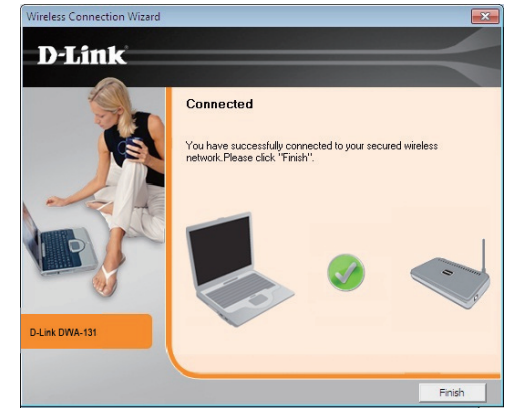 Wireless Connection Wizard
D-Link
Connected
You have successfully connected to your secured wireless
network.Please click "Finish".
D-Link DWA-131
Finish